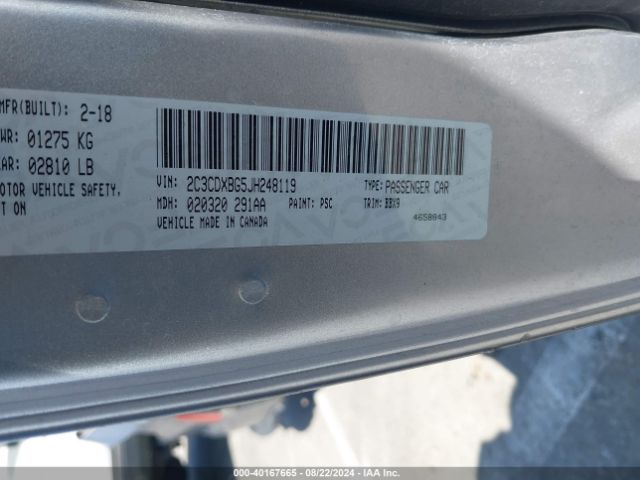 MFR(BUILT): 2-18
WR: 01275 KG
AR: 02810 LB
MOTOR VEHICLE SAFETY,
T ON
VIN: 2C3CDXBG5JH248119
TYPE: PASSENGER CAR
MDH: 020320 291AA
PAINT: PSC
TRIM: BBX9
VEHICLE MADE IN CANADA
4658943
000-40167665 - 08/22/2024 - IAA Inc.